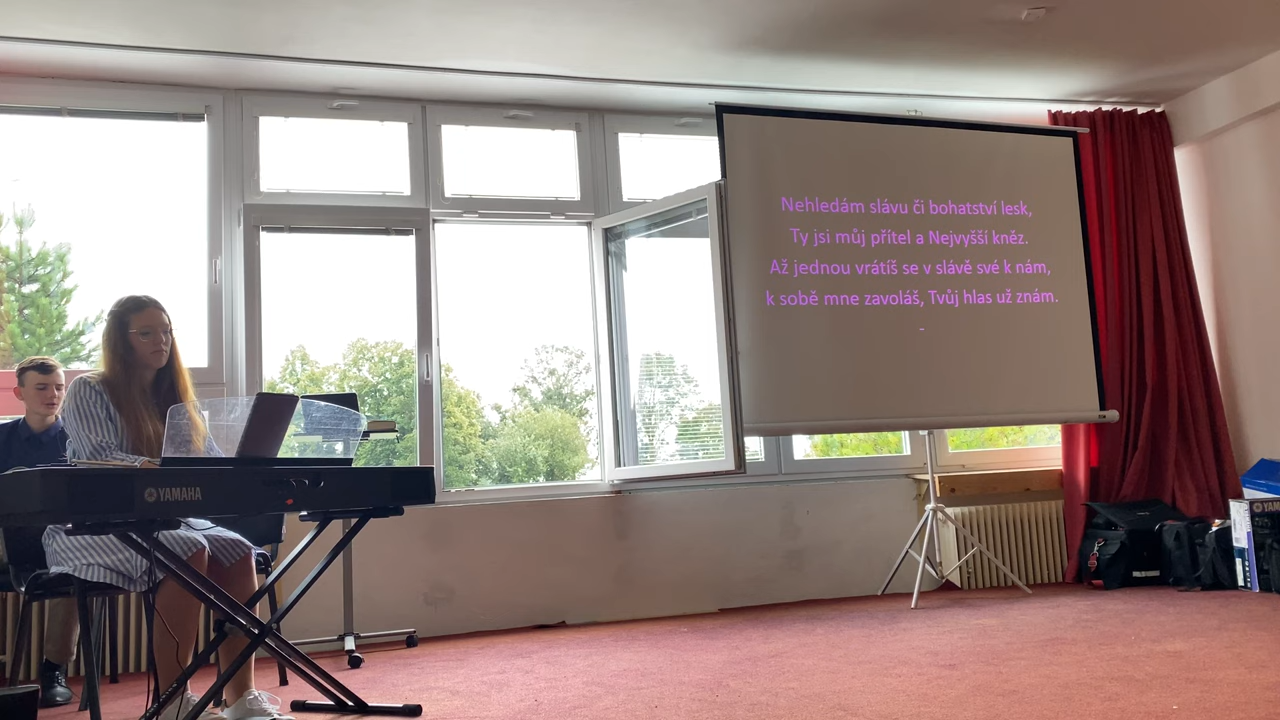 Nehledám slávu či bohatství lesk,
Ty jsi můj přítel a Nejvyšší kněz.
Až jednou vrátíš se v slávě své k nám,
k sobě mne zavoláš, Tvůj hlas už znám.
-
YAMAHA